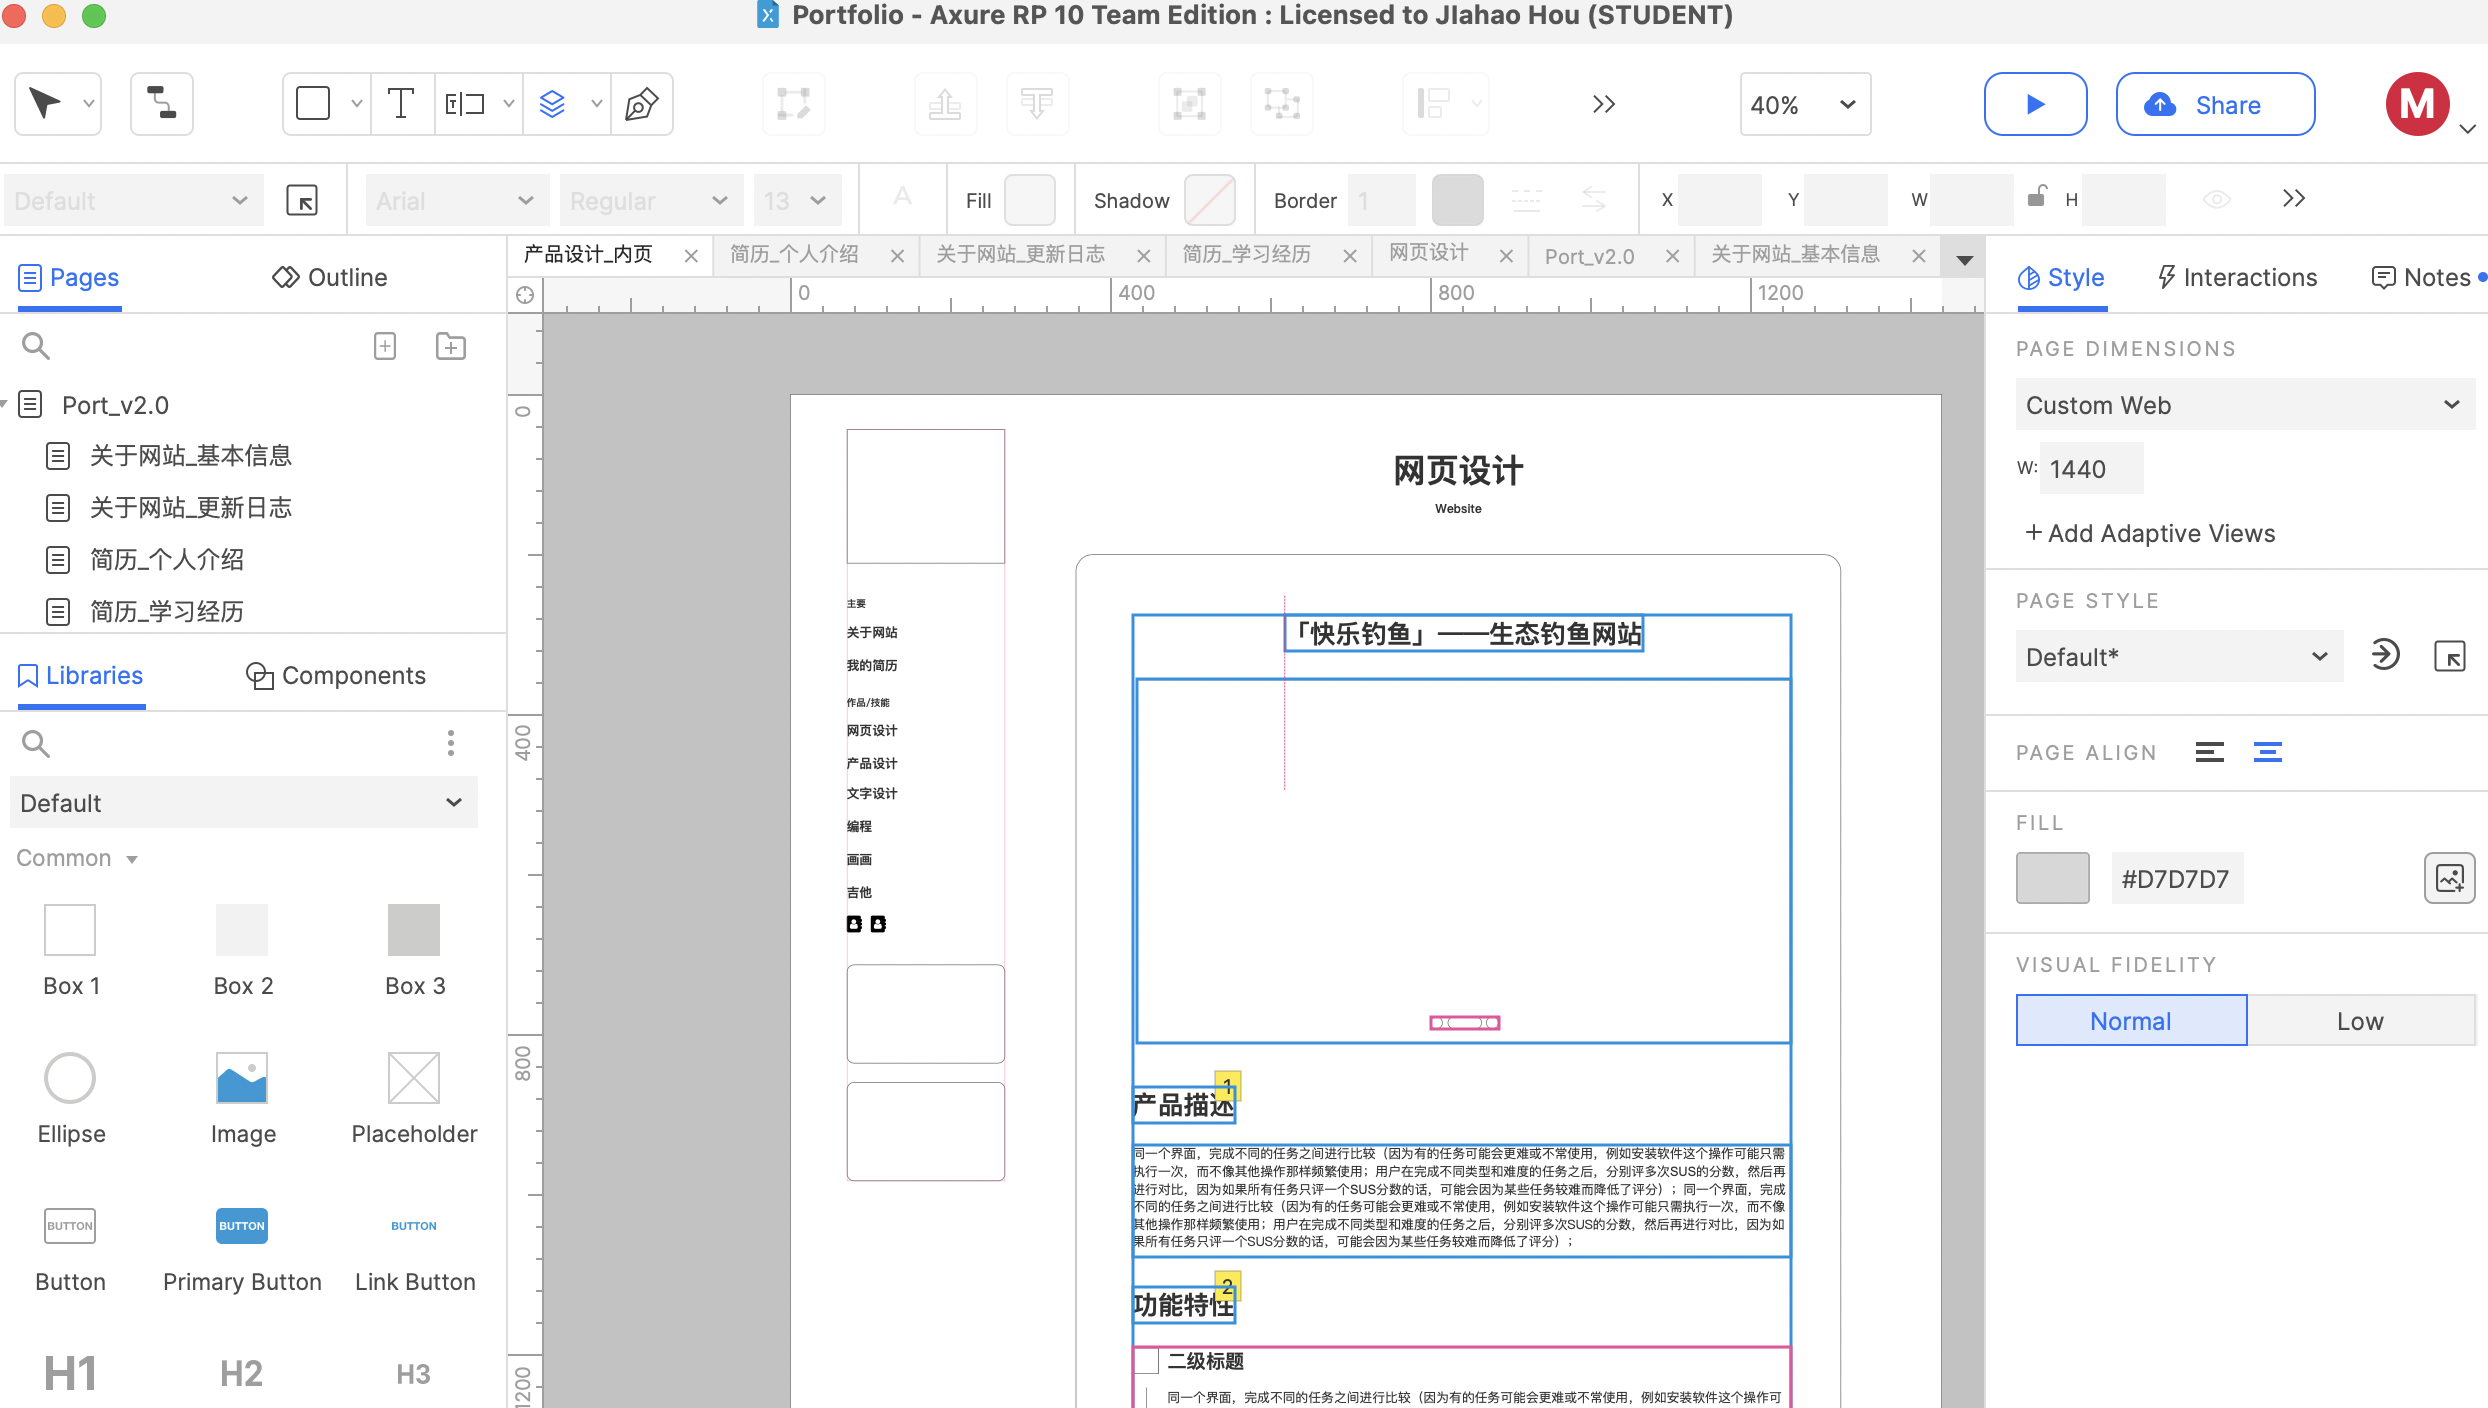 Portfolio - Axure RP 10 Team Edition : Licensed to JIahao Hou (STUDENT)
40%
Share
M
Default
Arial
Regular
13
A
Fill
Shadow
Border
1
X
Y
W
H
Pages
Outline
产品设计_内页
简历_个人介绍
关于网站_更新日志
简历_学习经历
网页设计
Port_v2.0
关于网站_基本信息
Style
Interactions
Notes
0
400
800
1200
Port_v2.0
关于网站_基本信息
关于网站_更新日志
简历_个人介绍
简历_学习经历
Libraries
Components
Default
Common
Box 1
Box 2
Box 3
Ellipse
Image
Placeholder
BUTTON
BUTTON
BUTTON
Button
Primary Button
Link Button
H1
H2
H3
0
400
800
1200
网页设计
Website
主要
关于网站
我的简历
作品/技能
网页设计
产品设计
文字设计
编程
画画
吉他
「快乐钓鱼」——生态钓鱼网站
1
产品描述
同一个界面，完成不同的任务之间进行比较（因为有的任务可能会更难或不常使用，例如安装软件这个操作可能只需
执行一次，而不像其他操作那样频繁使用；用户在完成不同类型和难度的任务之后，分别评多次SUS的分数，然后再
进行对比，因为如果所有任务只评一个SUS分数的话，可能会因为某些任务较难而降低了评分）；同一个界面，完成
不同的任务之间进行比较（因为有的任务可能会更难或不常使用，例如安装软件这个操作可能只需执行一次，而不像
其他操作那样频繁使用；用户在完成不同类型和难度的任务之后，分别评多次SUS的分数，然后再进行对比，因为如
果所有任务只评一个SUS分数的话，可能会因为某些任务较难而降低了评分）；
2
功能特性
二级标题
同一个界面，完成不同的任务之间进行比较（因为有的任务可能会更难或不常使用，例如安装软件这个操作可
PAGE DIMENSIONS
Custom Web
W: 1440
Add Adaptive Views
PAGE STYLE
Default*
PAGE ALIGN
FILL
#D7D7D7
VISUAL FIDELITY
Normal
Low